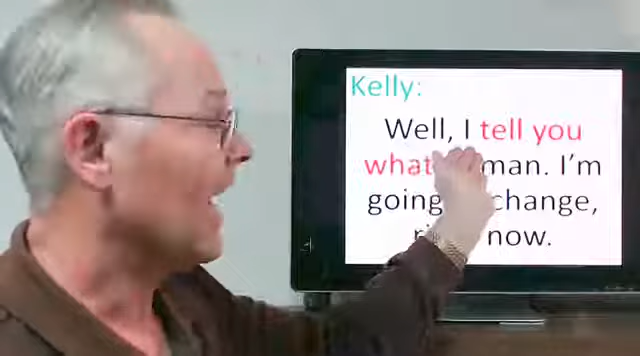 Kelly:
Well, I tell you
what man. I'm
going change,
now.